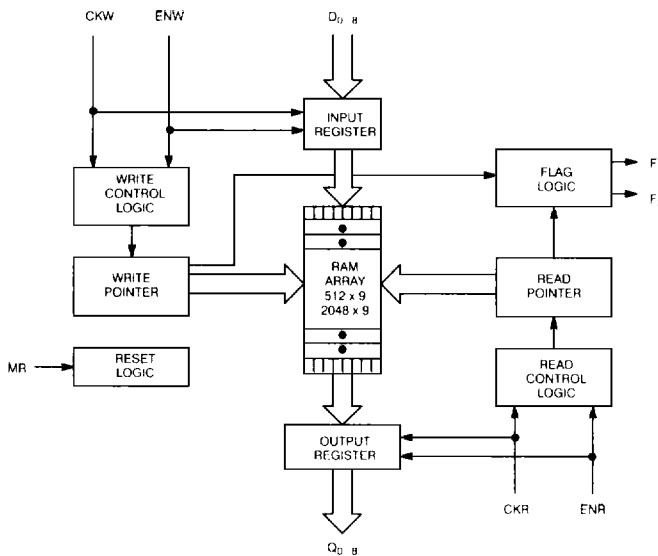 CKW ENW D0-8
INPUT
REGISTER
WRITE
CONTROL
LOGIC
FLAG
LOGIC
F
F
WRITE
POINTER
RAM
ARRAY
512 x 9
2048 x 9
READ
POINTER
MR
RESET
LOGIC
READ
CONTROL
LOGIC
OUTPUT
REGISTER
CKR ENR
Q0-8